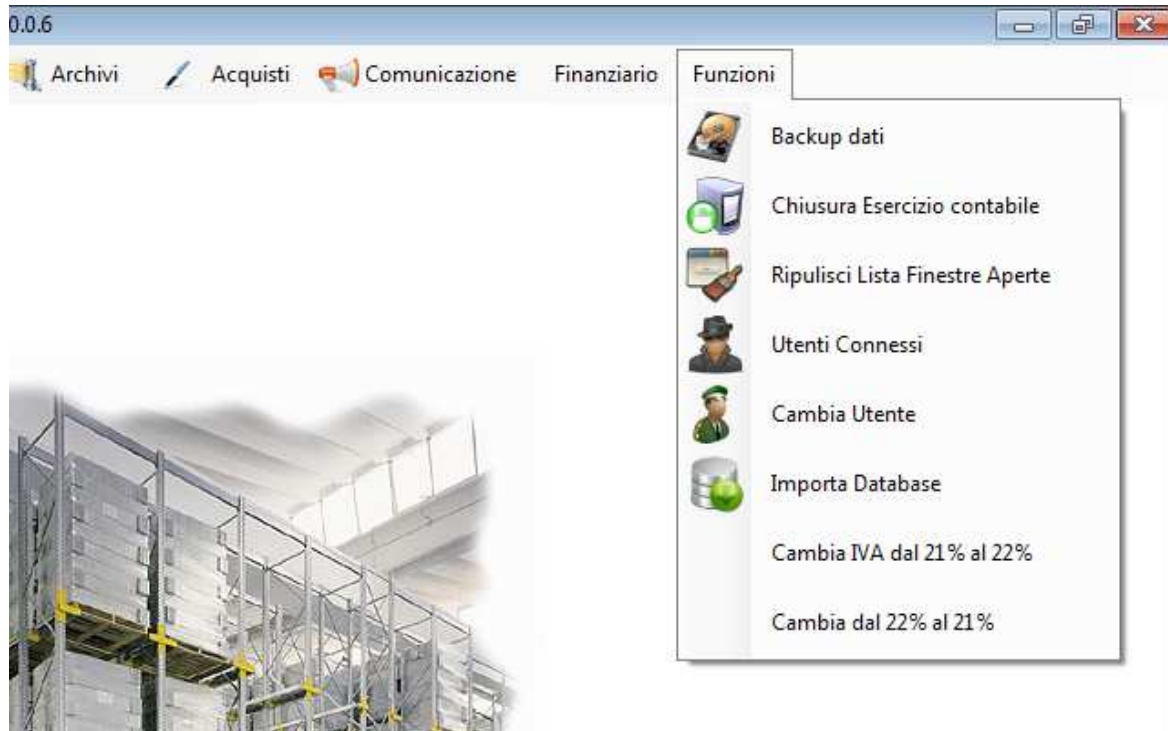 0.0.6
Archivi Acquisti Comunicazione Finanziario Funzioni
Backup dati
Chiusura Esercizio contabile
Ripulisci Lista Finestre Aperte
Utenti Connessi
Cambia Utente
Importa Database
Cambia IVA dal 21% al 22%
Cambia dal 22% al 21%